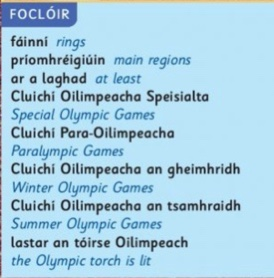 FOCLÓIR
fáinní rings
príomhréigiúin main regions
ar a laghad at least
Cluichí Oilimpeacha Speisialta
Special Olympic Games
Cluichí Para-Oilimpeacha
Paralympic Games
Cluichí Oilimpeacha an gheimhridh
Winter Olympic Games
Cluichí Oilimpeacha an tsamhraidh
Summer Olympic Games
lastar an tóirse Oilimpeach
the Olympic torch is lit